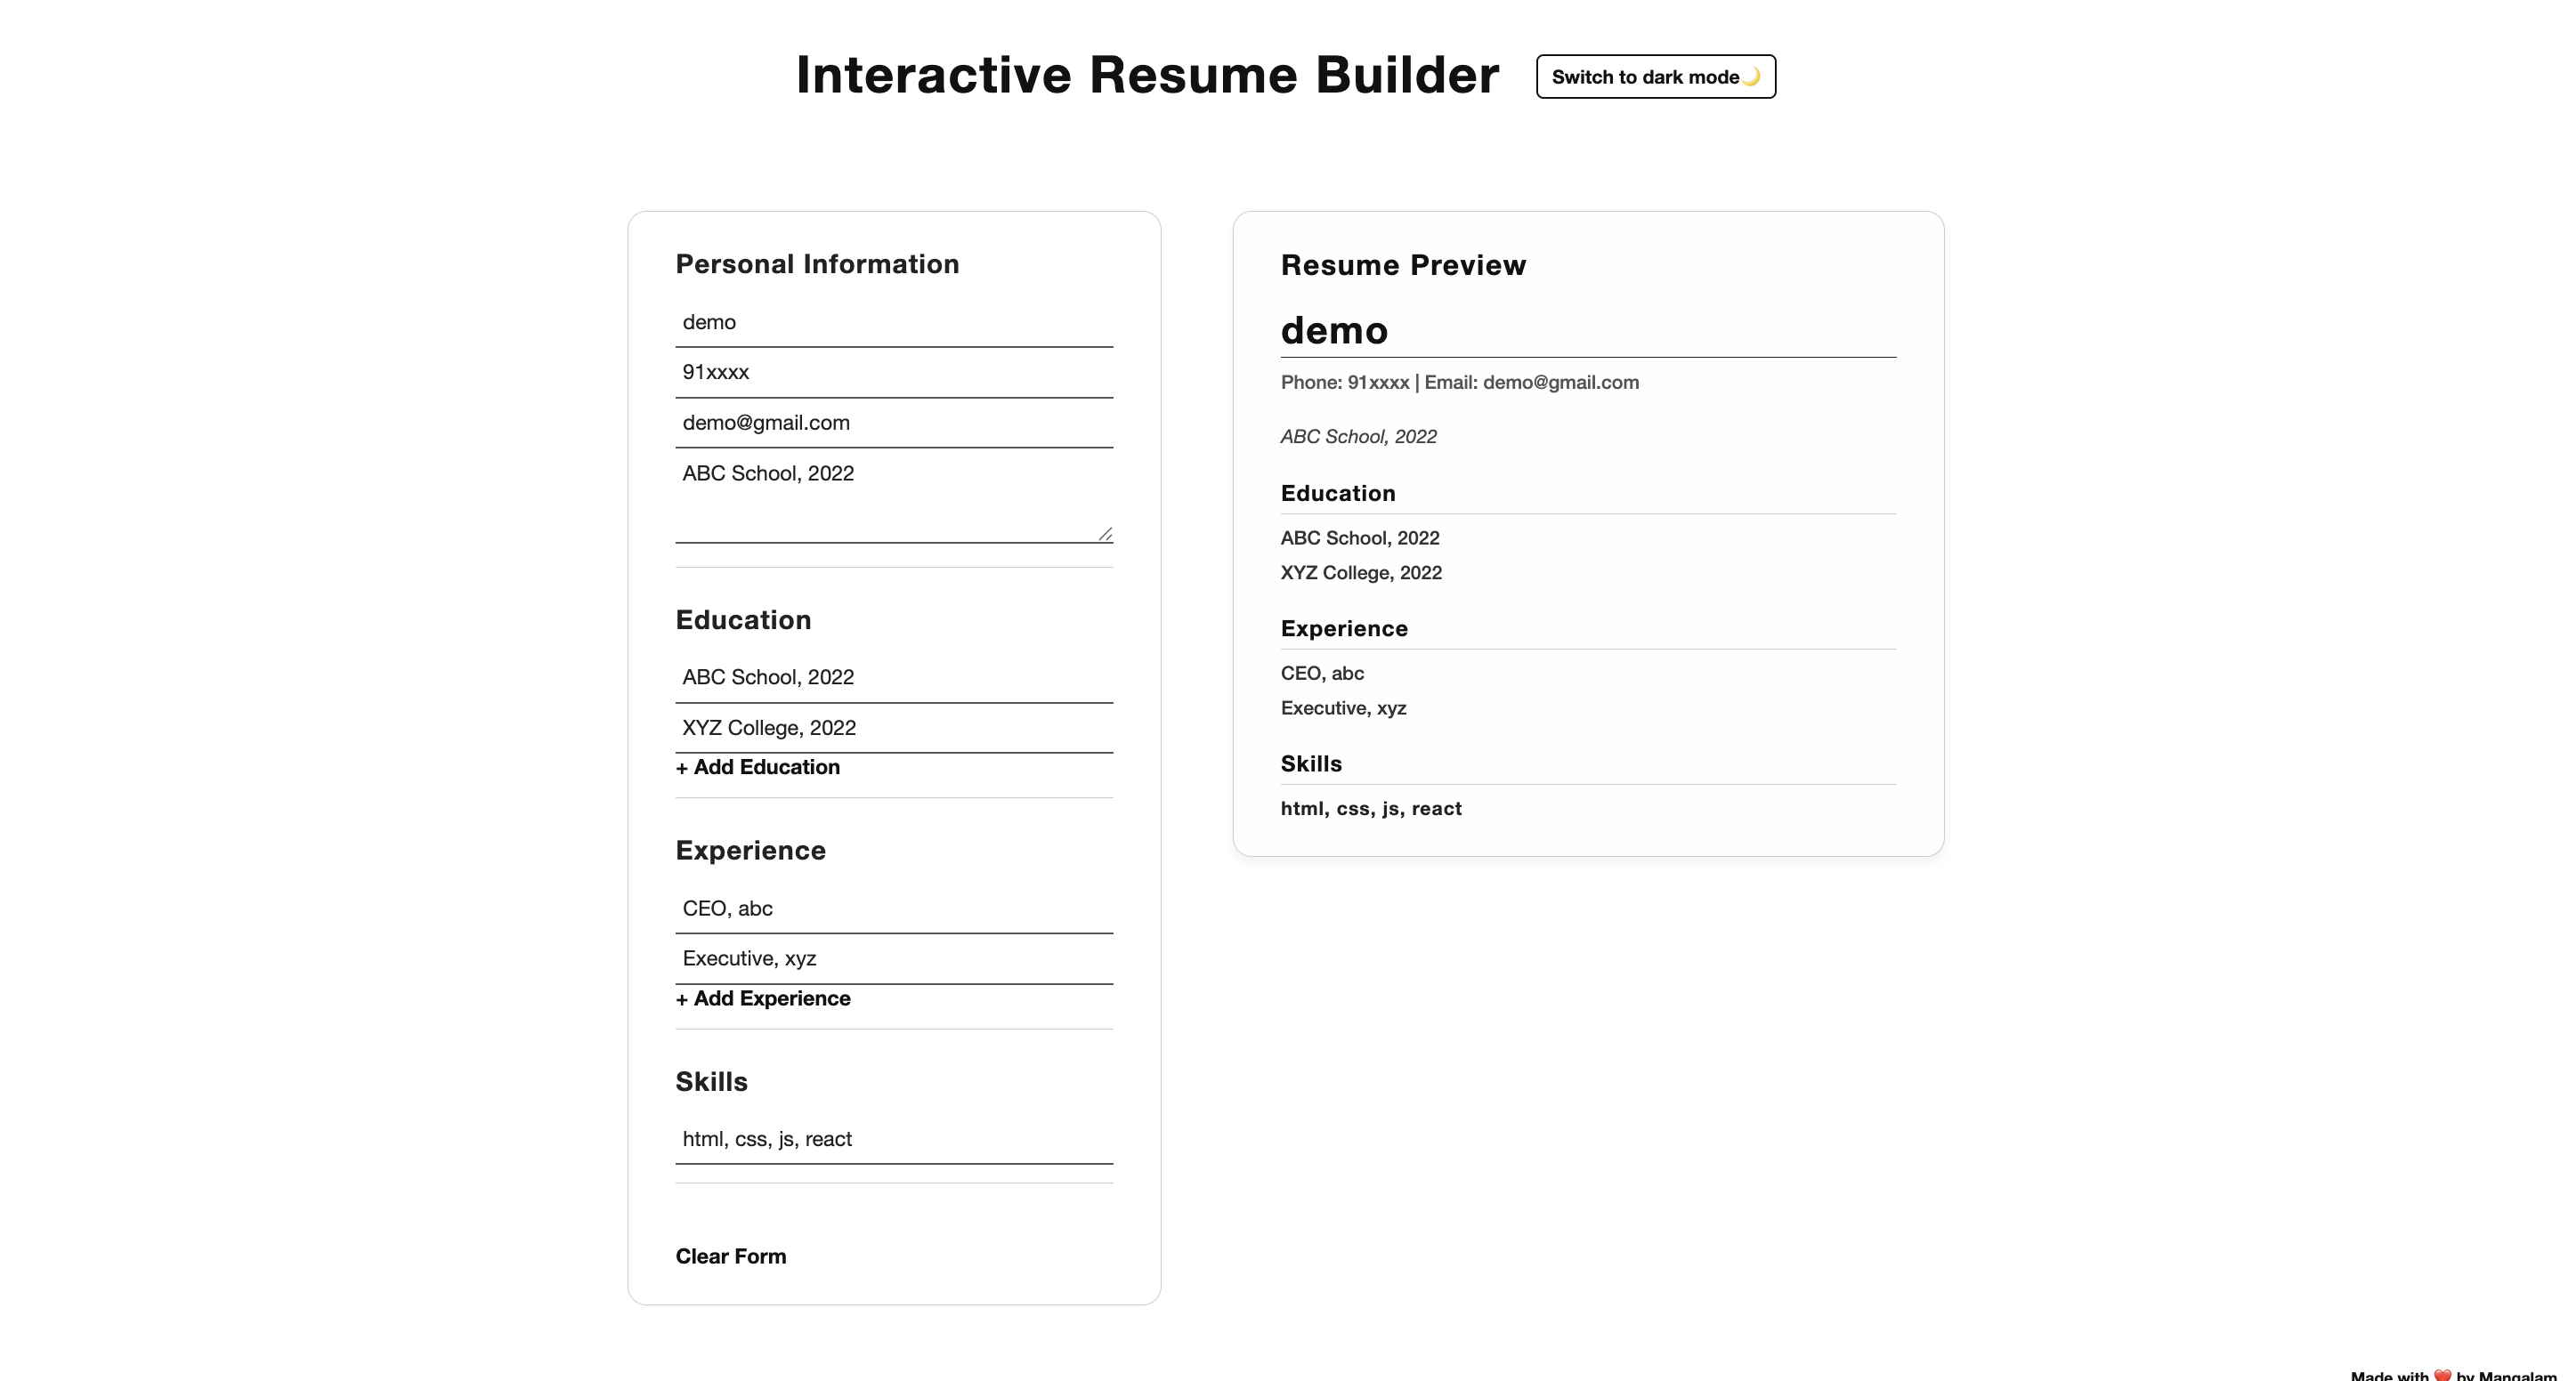 Interactive Resume Builder
Switch to dark mode🌙
Personal Information
demo
91xxxx
demo@gmail.com
ABC School, 2022
Education
ABC School, 2022
XYZ College, 2022
+ Add Education
Experience
CEO, abc
Executive, xyz
+ Add Experience
Skills
html, css, js, react
Clear Form
Resume Preview
demo
Phone: 91xxxx | Email: demo@gmail.com
ABC School, 2022
Education
ABC School, 2022
XYZ College, 2022
Experience
CEO, abc
Executive, xyz
Skills
html, css, js, react
Made with ❤️ by Mangalam